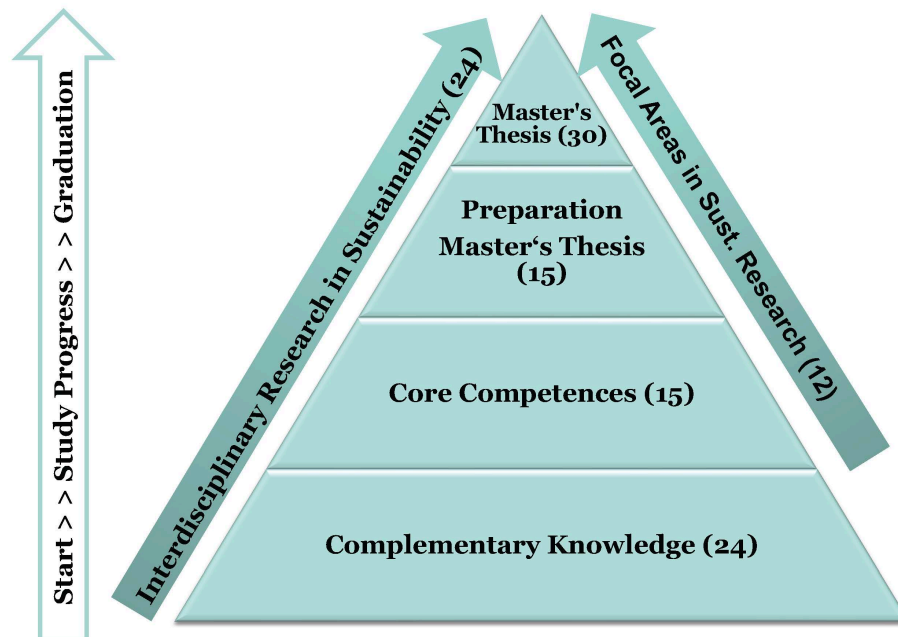 Start > > Study Progress > Graduation
Interdisciplinary Research in Sustainability (24)
Master's
Thesis (30)
Preparation
Master‘s Thesis
(15)
Core Competences (15)
Complementary Knowledge (24)
Focal Areas in Sust. Research (12)